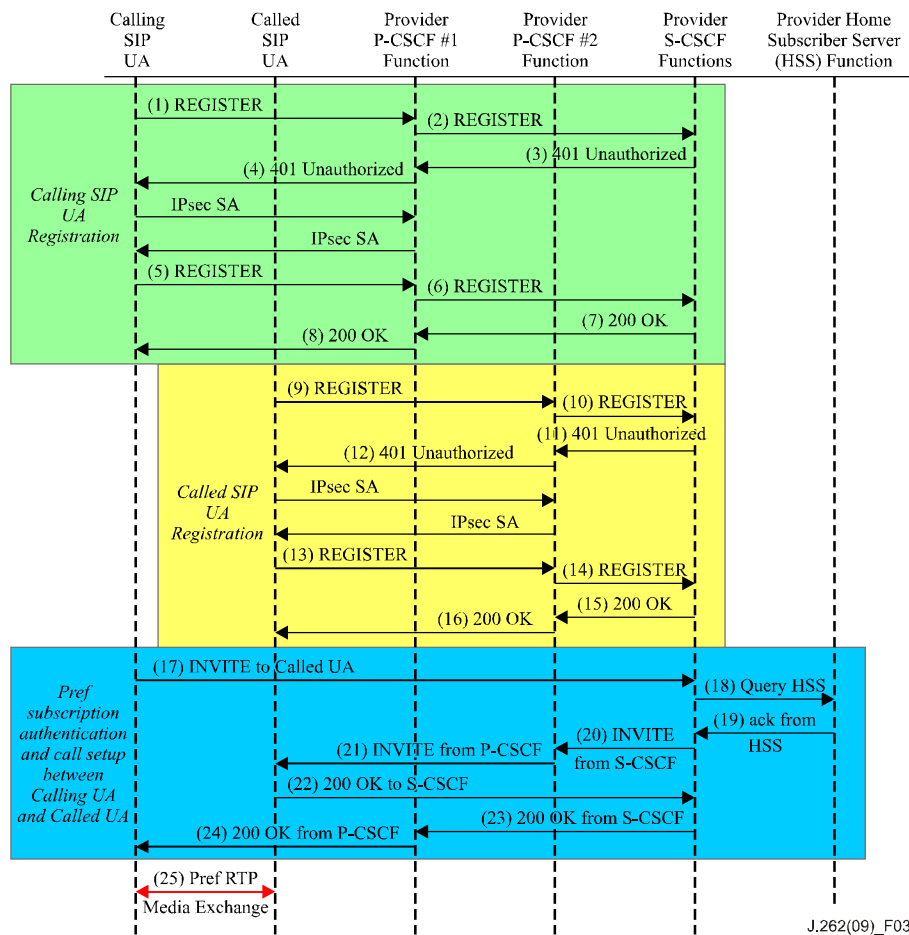 Calling
SIP
UA
Called
SIP
UA
Provider
P-CSCF #1
Function
Provider
P-CSCF #2
Function
Provider
S-CSCF
Functions
Provider Home
Subscriber Server
(HSS) Function
(1) REGISTER
(2) REGISTER
(3) 401 Unauthorized
(4) 401 Unauthorized
Calling SIP
UA
Registration
IPsec SA
IPsec SA
(5) REGISTER
(6) REGISTER
(7) 200 OK
(8) 200 OK
(9) REGISTER
(10) REGISTER
(11) 401 Unauthorized
(12) 401 Unauthorized
Called SIP
UA
Registration
IPsec SA
IPsec SA
(13) REGISTER
(14) REGISTER
(15) 200 OK
(16) 200 OK
Pref
subscription
authentication
and call setup
between
Calling UA
and Called UA
(17) INVITE to Called UA
(18) Query HSS
(19) ack from
HSS
(20) INVITE
from S-CSCF
(21) INVITE from P-CSCF
(22) 200 OK to S-CSCF
(23) 200 OK from S-CSCF
(24) 200 OK from P-CSCF
(25) Pref RTP
Media Exchange
J.262(09)_F03